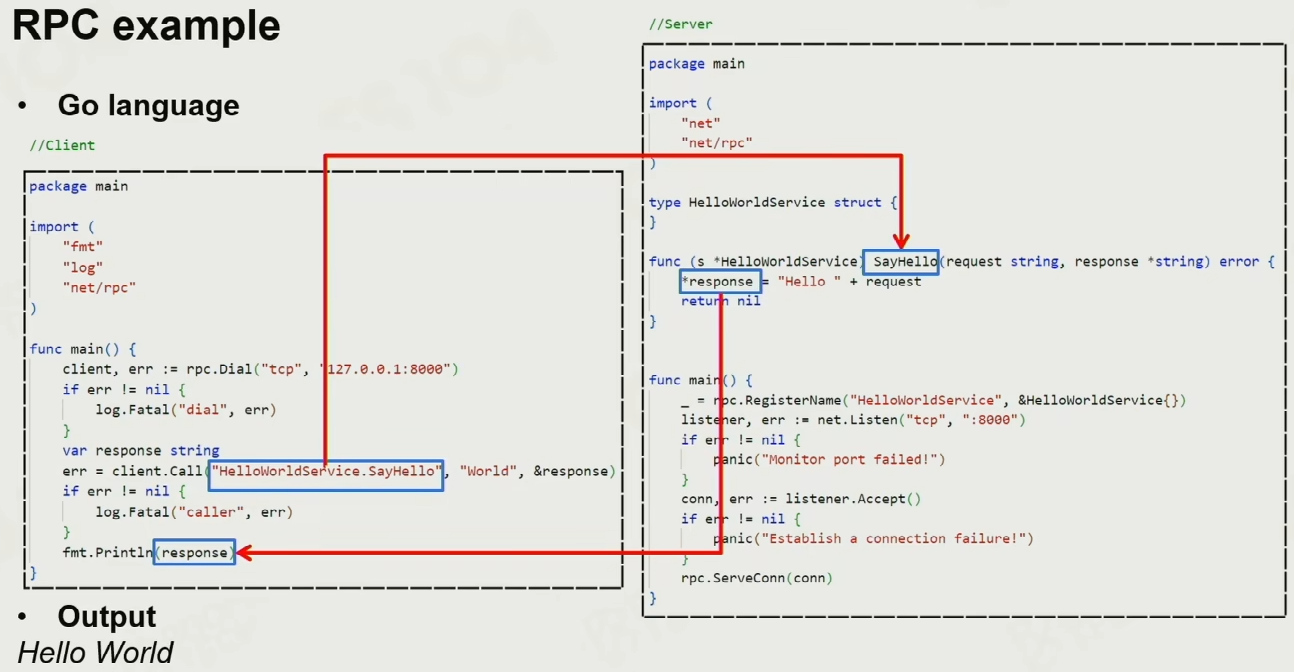 RPC example
• Go language
//Client
package main
import (
"fmt"
"log"
"net/rpc"
)
func main() {
client, err := rpc.Dial("tcp", "127.0.0.1:8000")
if err != nil {
log.Fatal("dial", err)
}
var response string
err = client.Call("HelloWorldService.SayHello", "World", &response)
if err != nil {
log.Fatal("caller", err)
}
fmt.Println(response)
}
• Output
Hello World
//Server
package main
import (
"net"
"net/rpc"
)
type HelloWorldService struct {
}
func (s *HelloWorldService) SayHello(request string, response *string) error {
*response = "Hello " + request
return nil
}
func main() {
_ = rpc.RegisterName("HelloWorldService", &HelloWorldService{})
listener, err := net.Listen("tcp", ":8000")
if err != nil {
panic("Monitor port failed!")
}
conn, err := listener.Accept()
if err != nil {
panic("Establish a connection failure!")
}
rpc.ServeConn(conn)
}